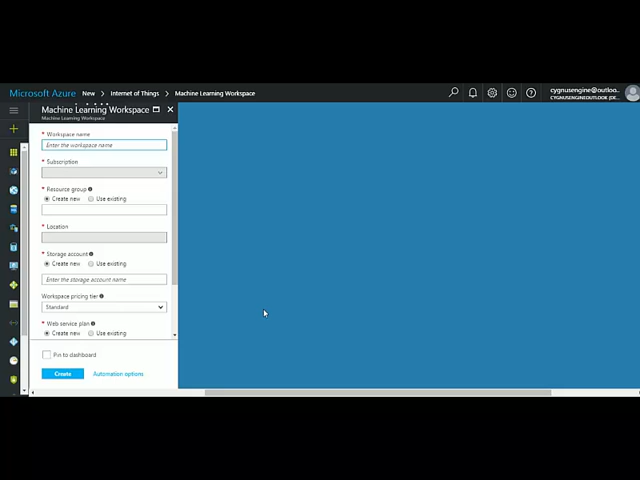 Microsoft Azure New > Internet of Things > Machine Learning Workspace
cygnusengine@outloo...
CYGNUSENGINEOUTLOOK (DE...
Machine Learning Workspace
Machine Learning Workspace
* Workspace name
Enter the workspace name
* Subscription
* Resource group
Create new Use existing
* Location
* Storage account
Create new Use existing
Enter the storage account name
Workspace pricing tier
Standard
* Web service plan
Create new Use existing
Pin to dashboard
Create Automation options